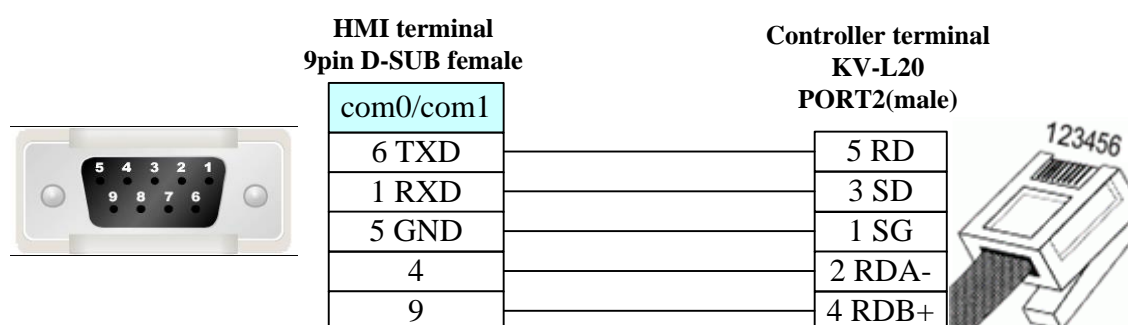 HMI terminal
9pin D-SUB female
Controller terminal
KV-L20
PORT2(male)
com0/com1
6 TXD
5 RD
1 RXD
3 SD
5 GND
1 SG
4
2 RDA-
9
4 RDB+
5 4 3 2 1
9 8 7 6
123456